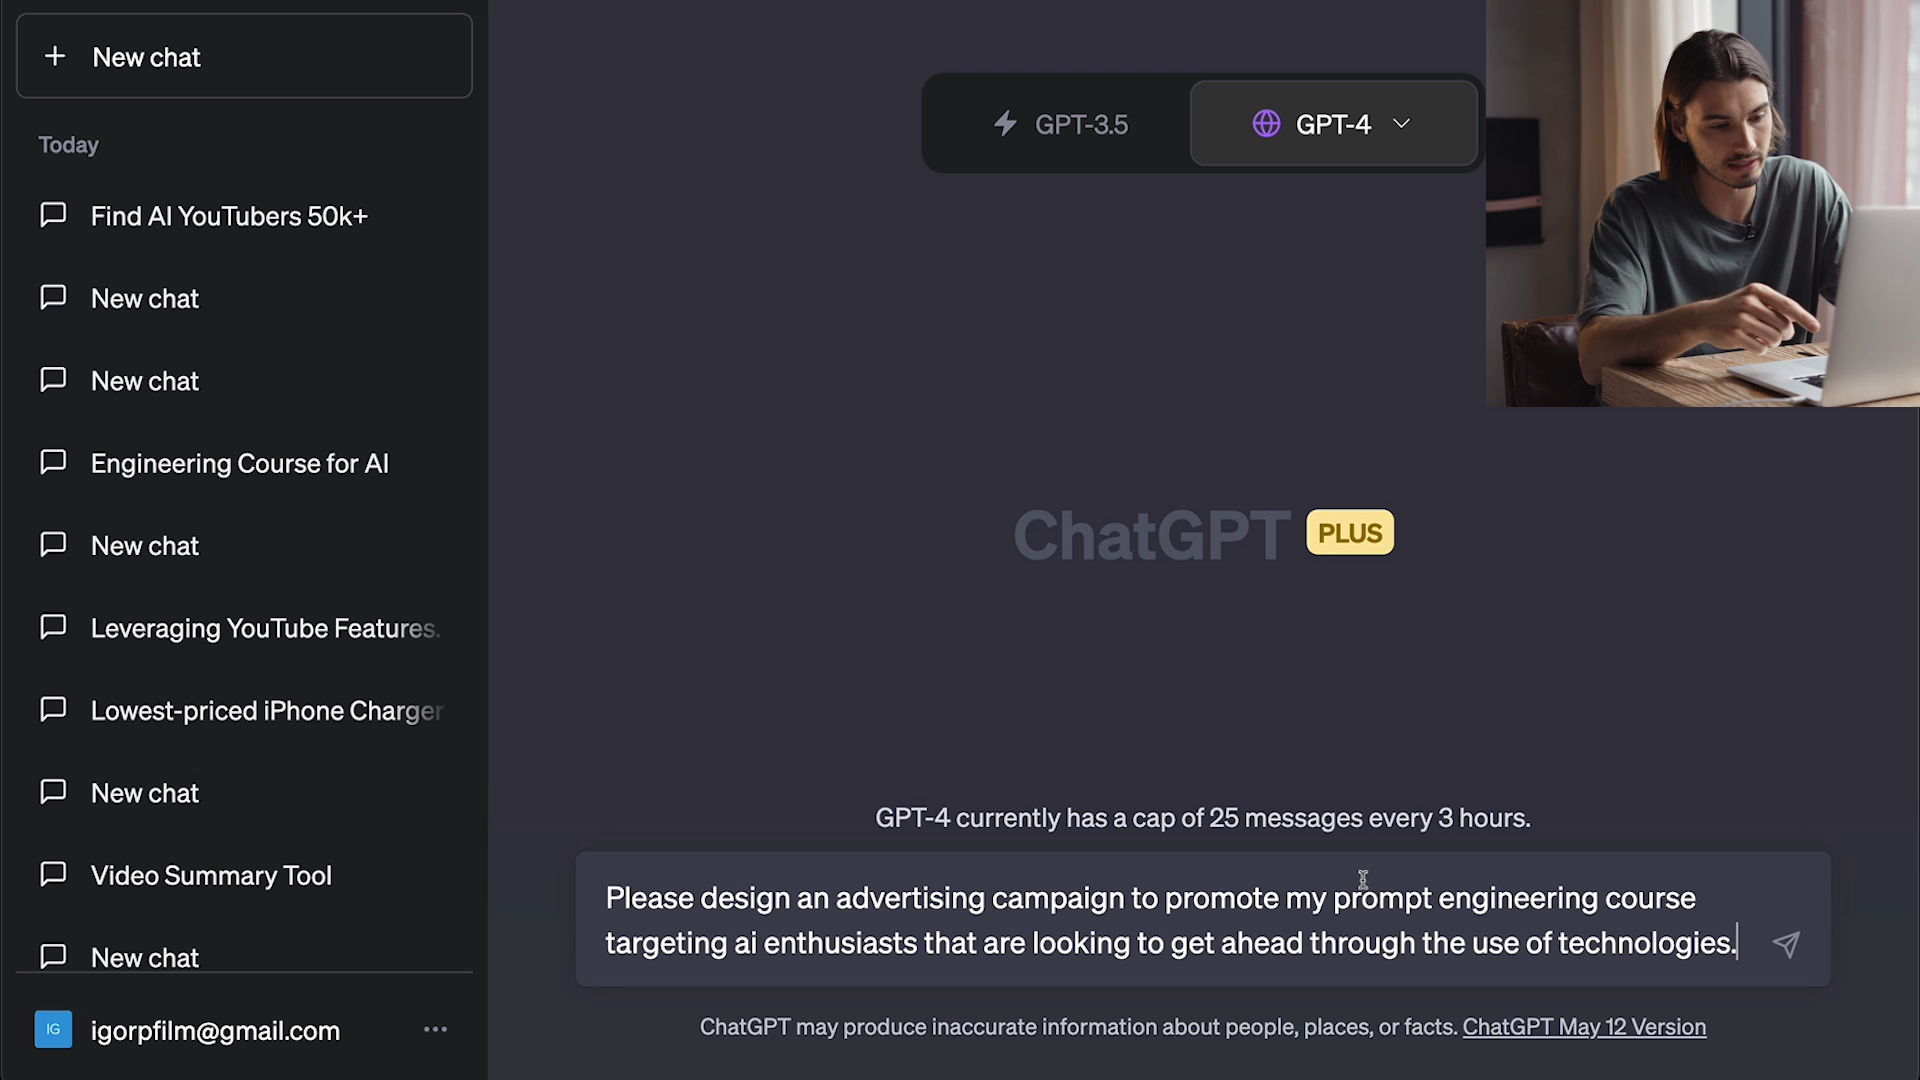 New chat
Today
Find AI YouTubers 50k+
New chat
New chat
Engineering Course for AI
New chat
Leveraging YouTube Features.
Lowest-priced iPhone Charger
New chat
Video Summary Tool
New chat
IG igorpfilm@gmail.com
GPT-3.5
GPT-4
ChatGPT PLUS
GPT-4 currently has a cap of 25 messages every 3 hours.
Please design an advertising campaign to promote my prompt engineering course
targeting ai enthusiasts that are looking to get ahead through the use of technologies.
ChatGPT may produce inaccurate information about people, places, or facts. ChatGPT May 12 Version